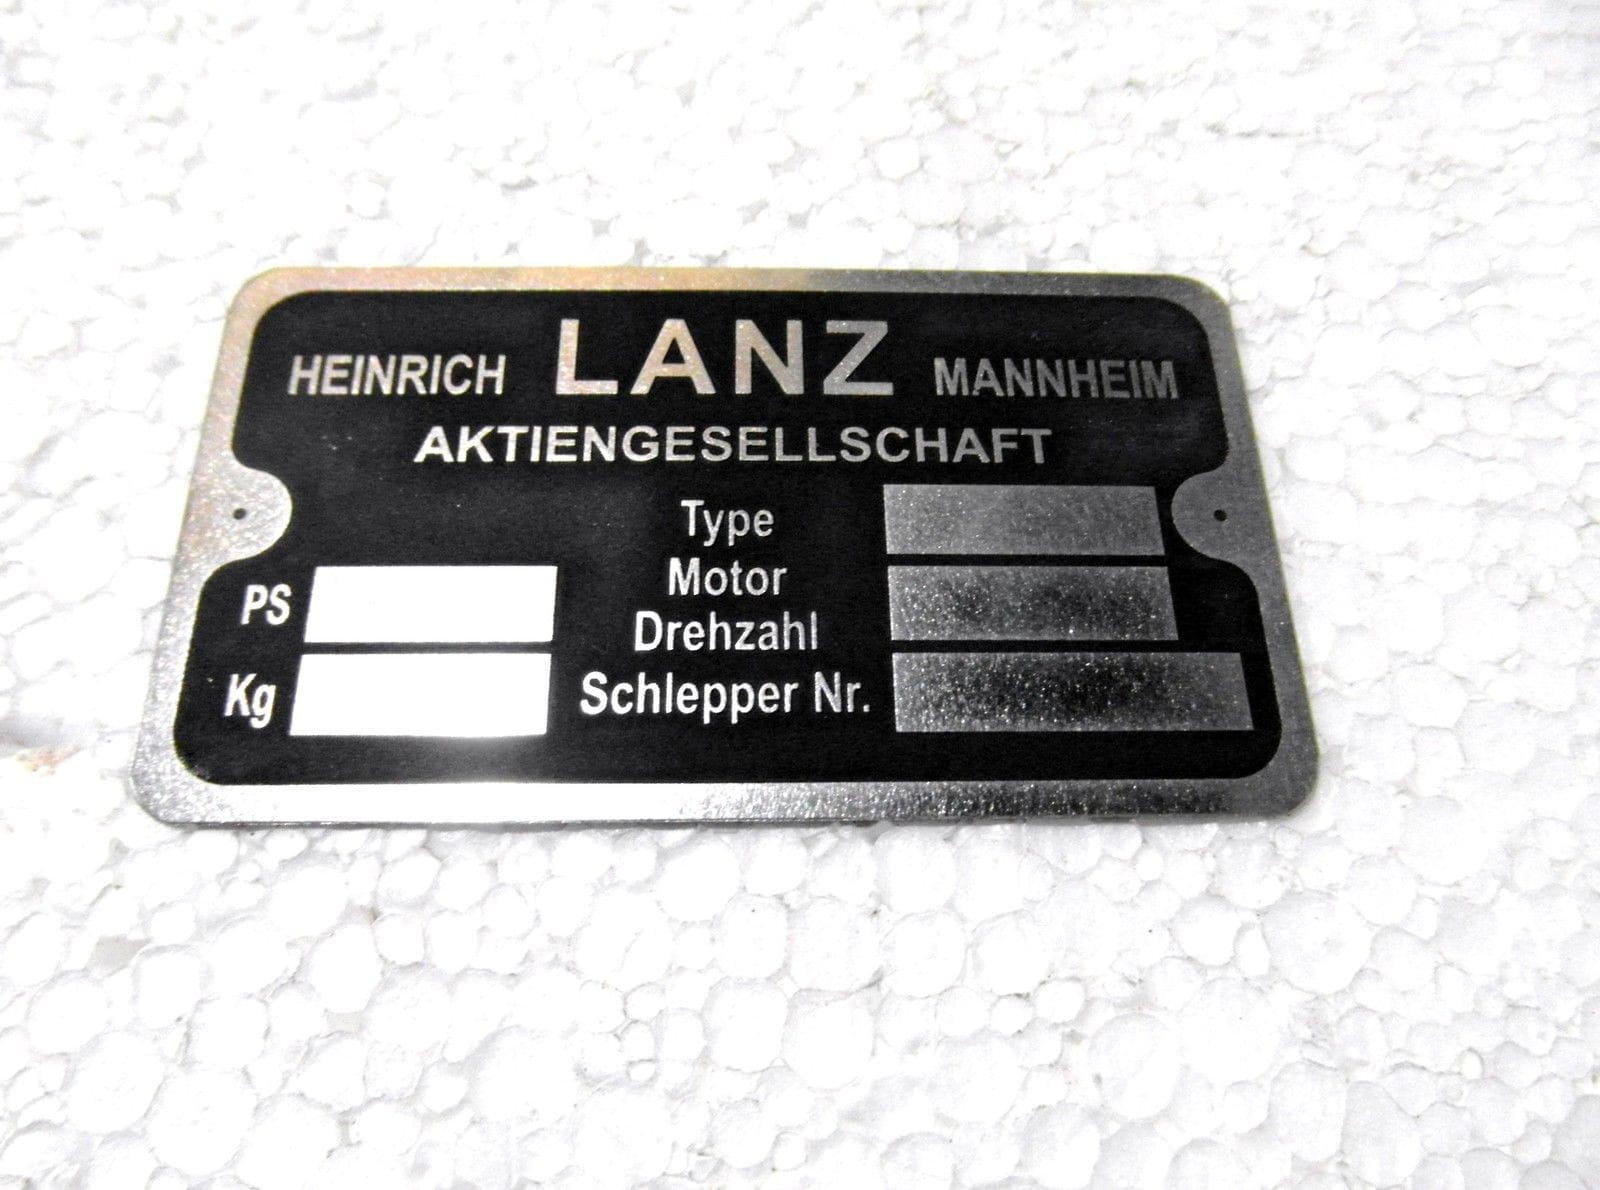 HEINRICH LANZ MANNHEIM
AKTIENGESELLSCHAFT
Type
Motor
PS Drehzahl
Kg Schlepper Nr.